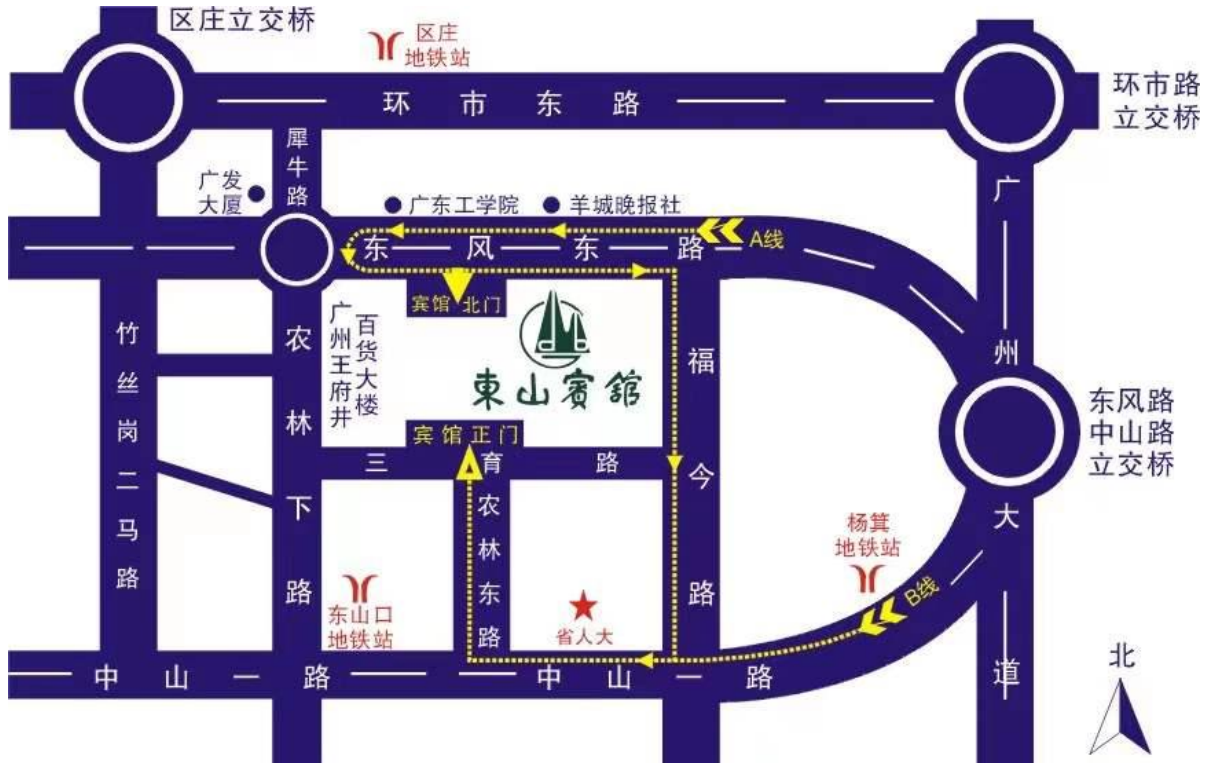 区庄立交桥
区庄
地铁站
环市东路
环市路
立交桥
犀牛路
广发
大厦
广东工学院
羊城晚报社
东风东路
A线
广州大道
宾馆北门
東山賓舘
广州王府井
百货大楼
竹丝岗二马路
农林下路
福今路
东风路
中山路
立交桥
宾馆正门
三育路
农林东路
杨箕
地铁站
B线
东山口
地铁站
省人大
中山一路
中山一路
北